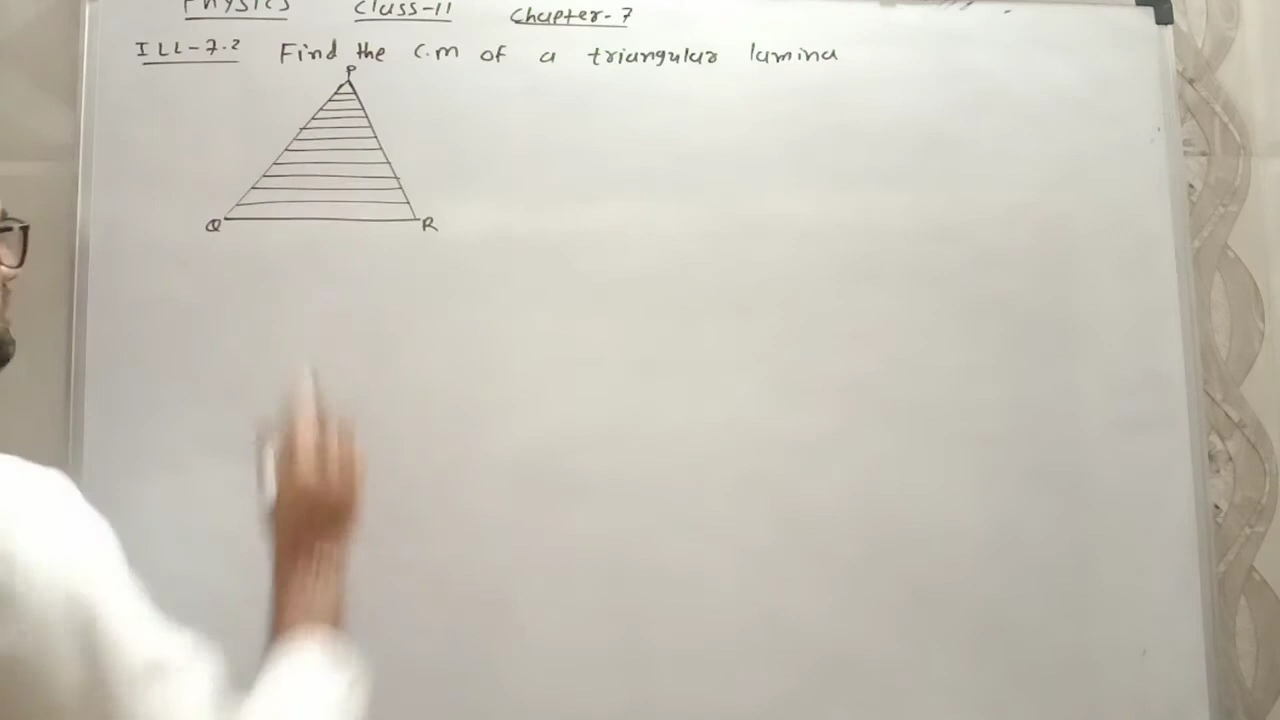 Physics Class-11 Chapter-7
ILL-7.2 Find the C.M of a triangular lamina
P
Q R